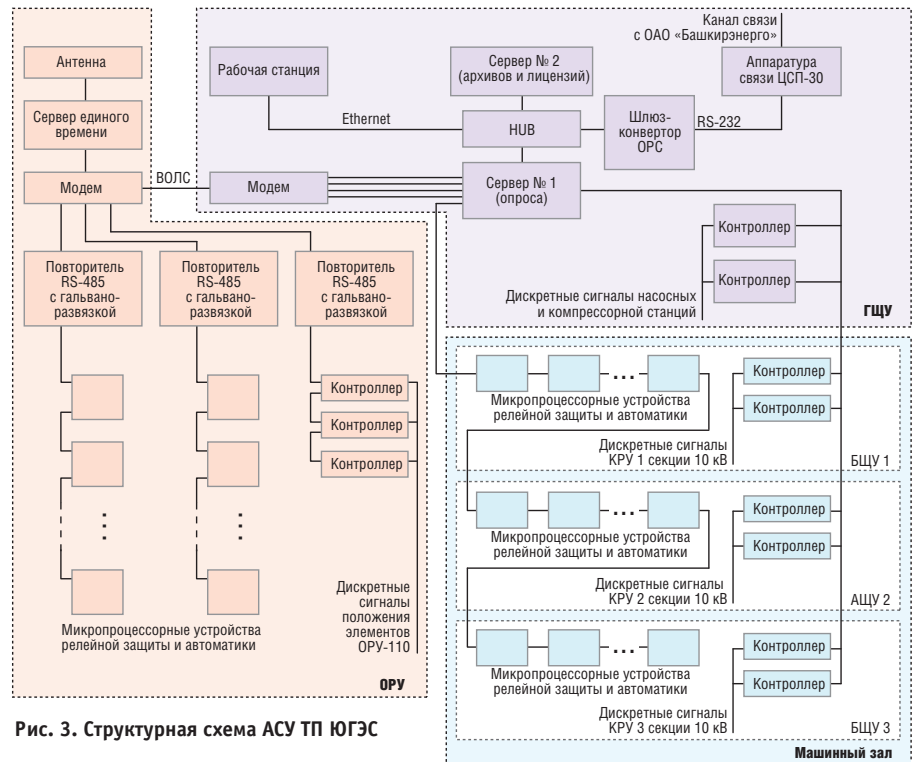 Канал связи
с ОАО «Башкирэнерго»
Антенна
Сервер единого
времени
Модем
ВОЛС
Рабочая станция
Сервер № 2
(архивов и лицензий)
Аппаратура
связи ЦСП-30
Ethernet
HUB
Шлюз-
конвертор
OPC
RS-232
Модем
Сервер № 1
(опроса)
Контроллер
Контроллер
Дискретные сигналы насосных
и компрессорной станций
ГЩУ
Повторитель
RS-485
с гальвано-
развязкой
Повторитель
RS-485
с гальвано-
развязкой
Повторитель
RS-485
с гальвано-
развязкой
Контроллер
Контроллер
Контроллер
...
...
Микропроцессорные устройства
релейной защиты и автоматики
Дискретные
сигналы
положения
элементов
ОРУ-110
ОРУ
...
Микропроцессорные устройства
релейной защиты и автоматики
Контроллер
Контроллер
Дискретные сигналы
КРУ 1 секции 10 кВ
БЩУ 1
...
Микропроцессорные устройства
релейной защиты и автоматики
Контроллер
Контроллер
Дискретные сигналы
КРУ 2 секции 10 кВ
АЩУ 2
...
Микропроцессорные устройства
релейной защиты и автоматики
Контроллер
Контроллер
Дискретные сигналы
КРУ 3 секции 10 кВ
БЩУ 3
Машинный зал
Рис. 3. Структурная схема АСУ ТП ЮГЭС